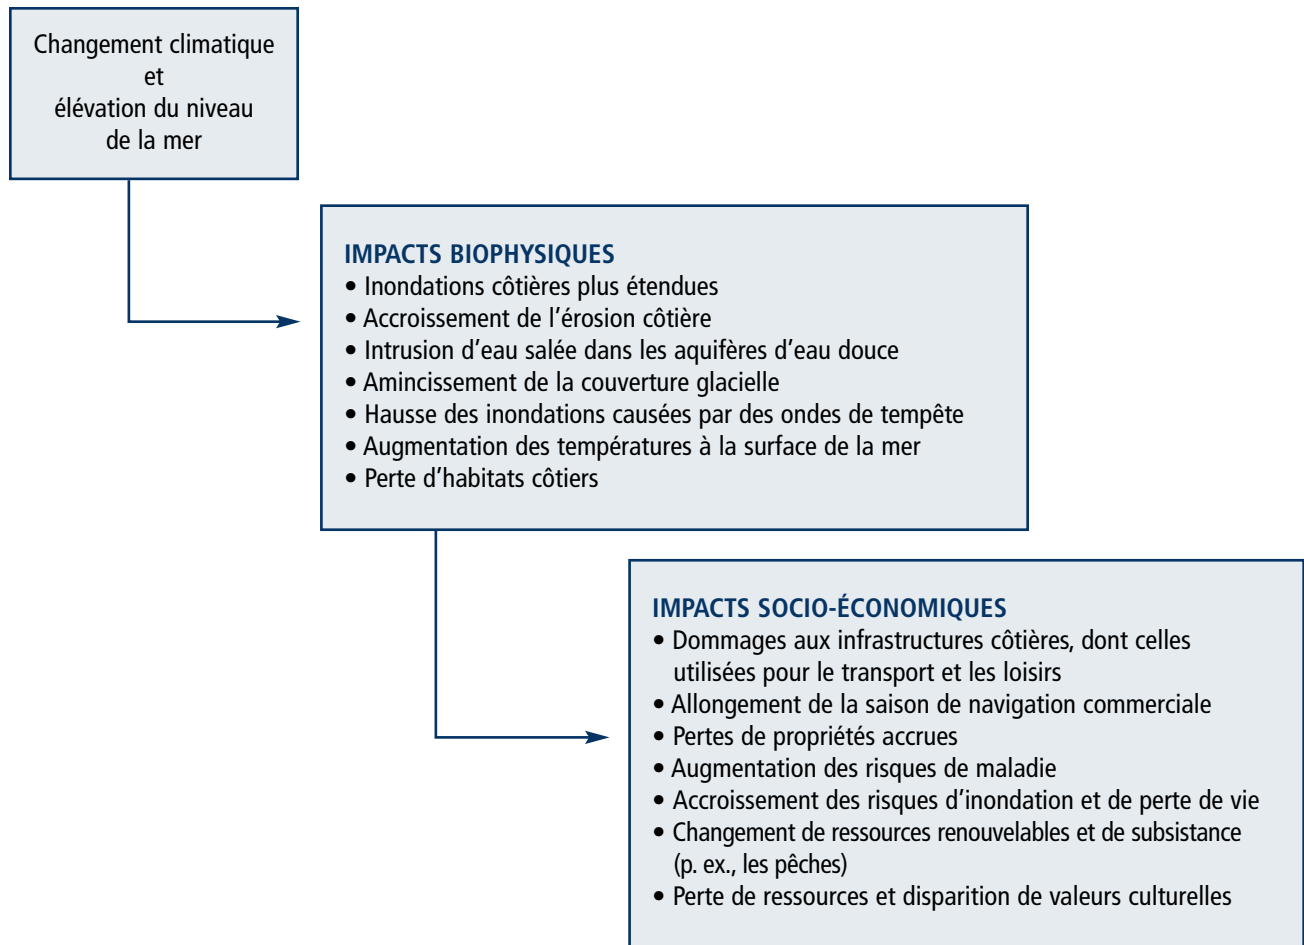 Changement climatique
et
élévation du niveau
de la mer
IMPACTS BIOPHYSIQUES
• Inondations côtières plus étendues
• Accroissement de l’érosion côtière
• Intrusion d’eau salée dans les aquifères d’eau douce
• Amincissement de la couverture glacielle
• Hausse des inondations causées par des ondes de tempête
• Augmentation des températures à la surface de la mer
• Perte d’habitats côtiers
IMPACTS SOCIO-ÉCONOMIQUES
• Dommages aux infrastructures côtières, dont celles
utilisées pour le transport et les loisirs
• Allongement de la saison de navigation commerciale
• Pertes de propriétés accrues
• Augmentation des risques de maladie
• Accroissement des risques d’inondation et de perte de vie
• Changement de ressources renouvelables et de subsistance
(p. ex., les pêches)
• Perte de ressources et disparition de valeurs culturelles